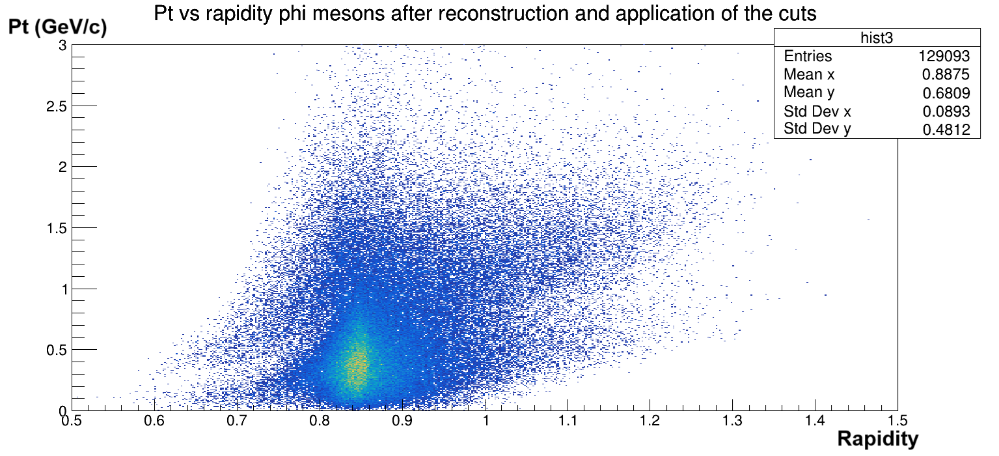 Pt vs rapidity phi mesons after reconstruction and application of the cuts
Pt (GeV/c)
hist3
Entries 129093
Mean x 0.8875
Mean y 0.6809
Std Dev x 0.0893
Std Dev y 0.4812
3
2.5
2
1.5
1
0.5
0
0.5 0.6 0.7 0.8 0.9 1 1.1 1.2 1.3 1.4 1.5
Rapidity